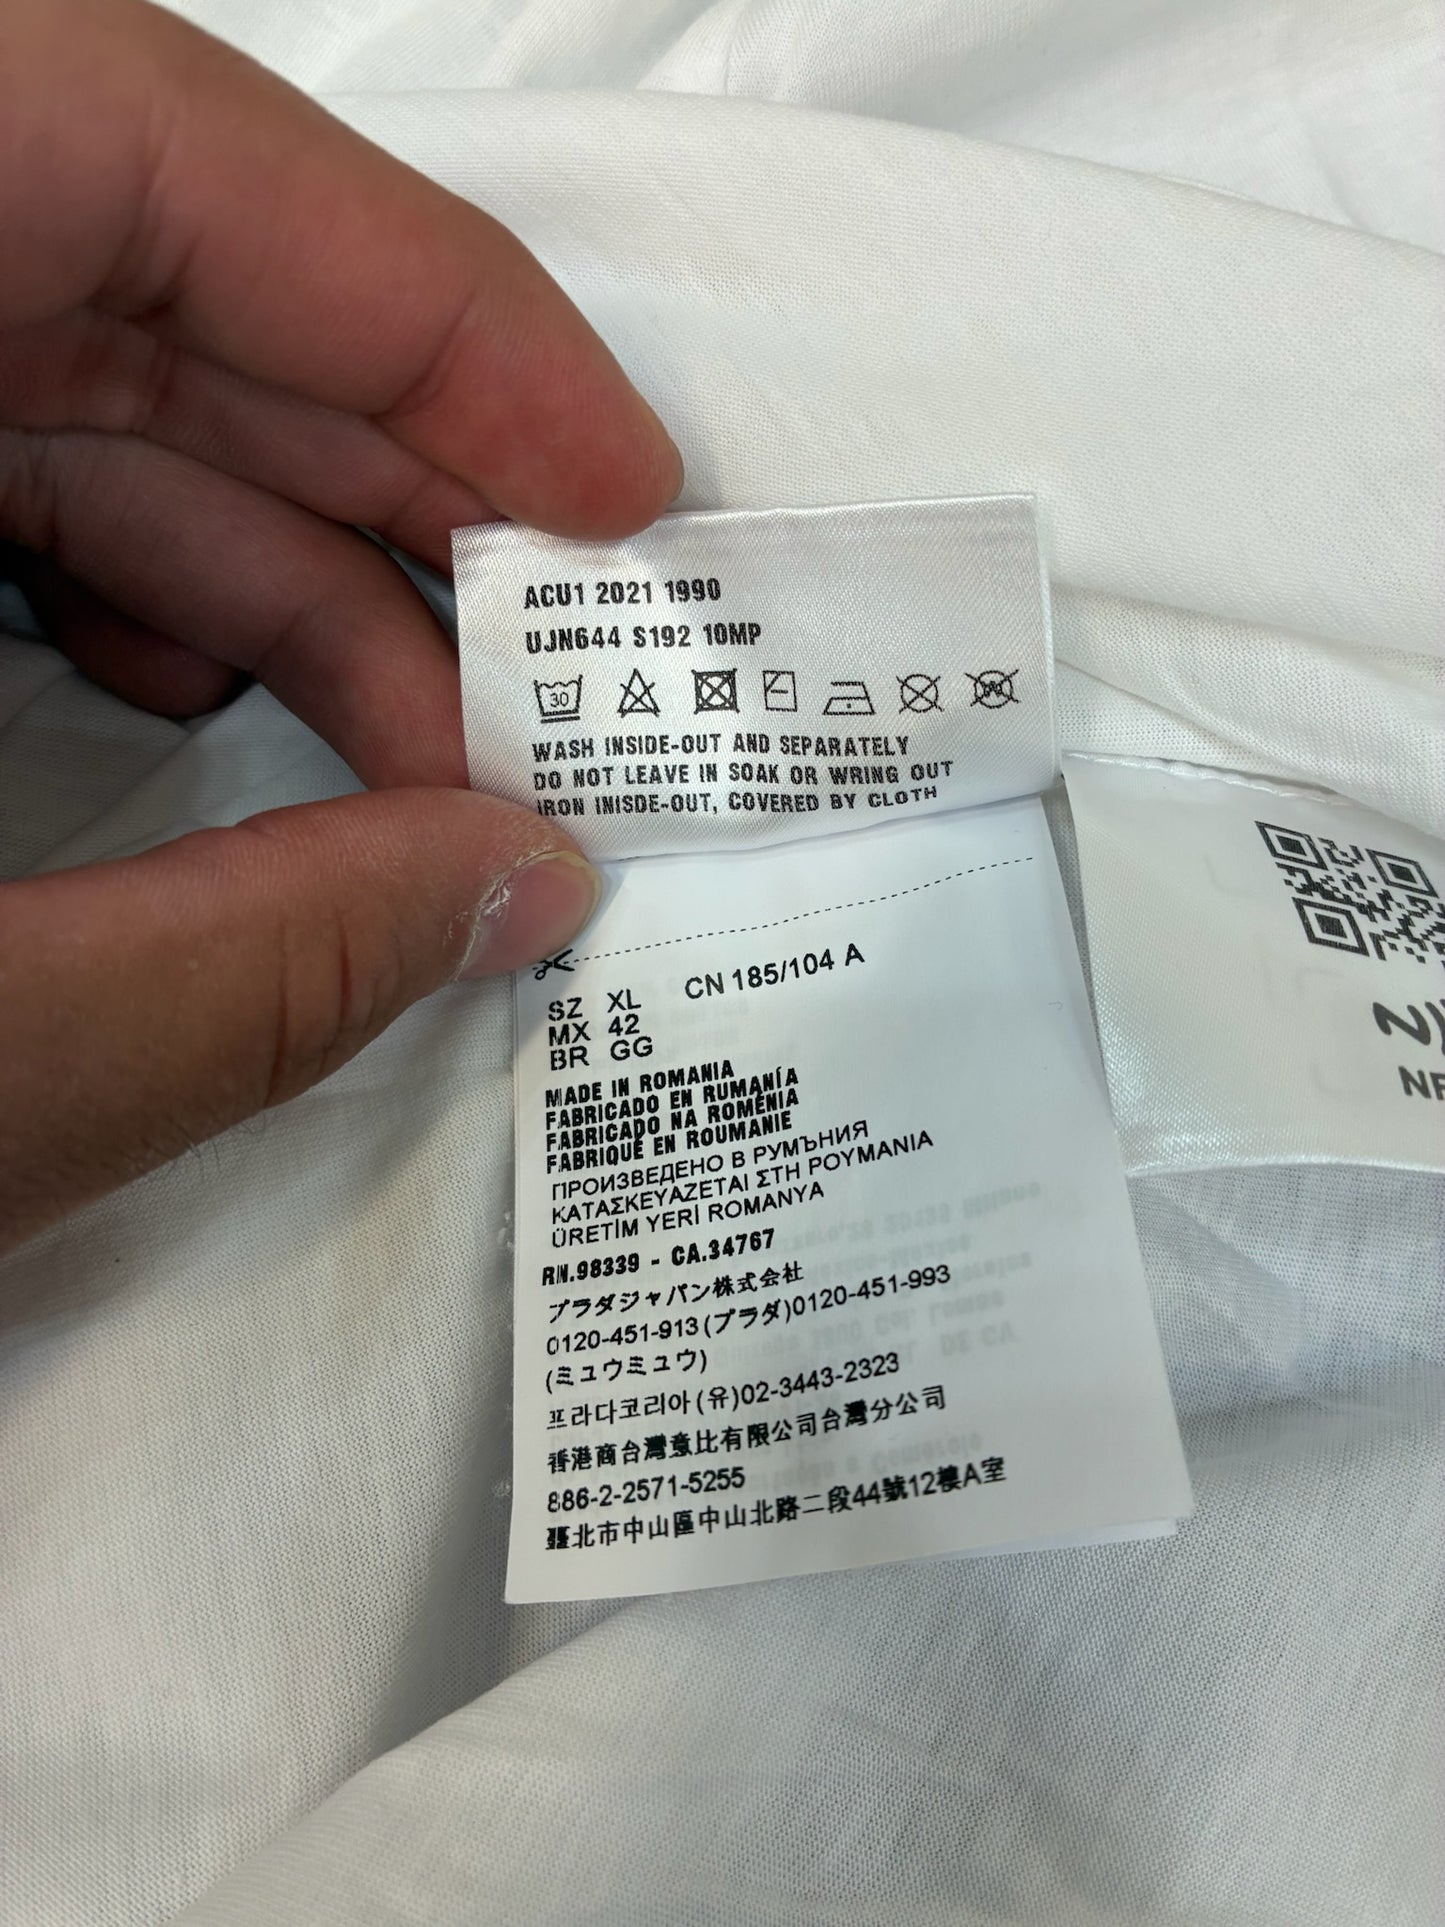 ACU1 2021 1990
UJN644 S192 10MP
30
WASH INSIDE-OUT AND SEPARATELY
DO NOT LEAVE IN SOAK OR WRING OUT
IRON INISDE-OUT, COVERED BY CLOTH
SZ XL CN 185/104 A
MX 42
BR GG
MADE IN ROMANIA
FABRICADO EN RUMANÍA
FABRICADO NA ROMÊNIA
FABRIQUÉ EN ROUMANIE
ПРОИЗВЕДЕНО В РУМЪНИЯ
ΚΑΤΑΣΚΕΥΑΖΕΤΑΙ ΣΤΗ ΡΟΥΜΑΝΙΑ
ÜRETİM YERİ ROMANYA
RN.98339 - CA.34767
プラダジャパン株式会社
0120-451-913(プラダ)0120-451-993
(ミュウミュウ)
프라다코리아(유)02-3443-2323
香港商台灣意比有限公司台灣分公司
886-2-2571-5255
臺北市中山區中山北路二段44號12樓A室